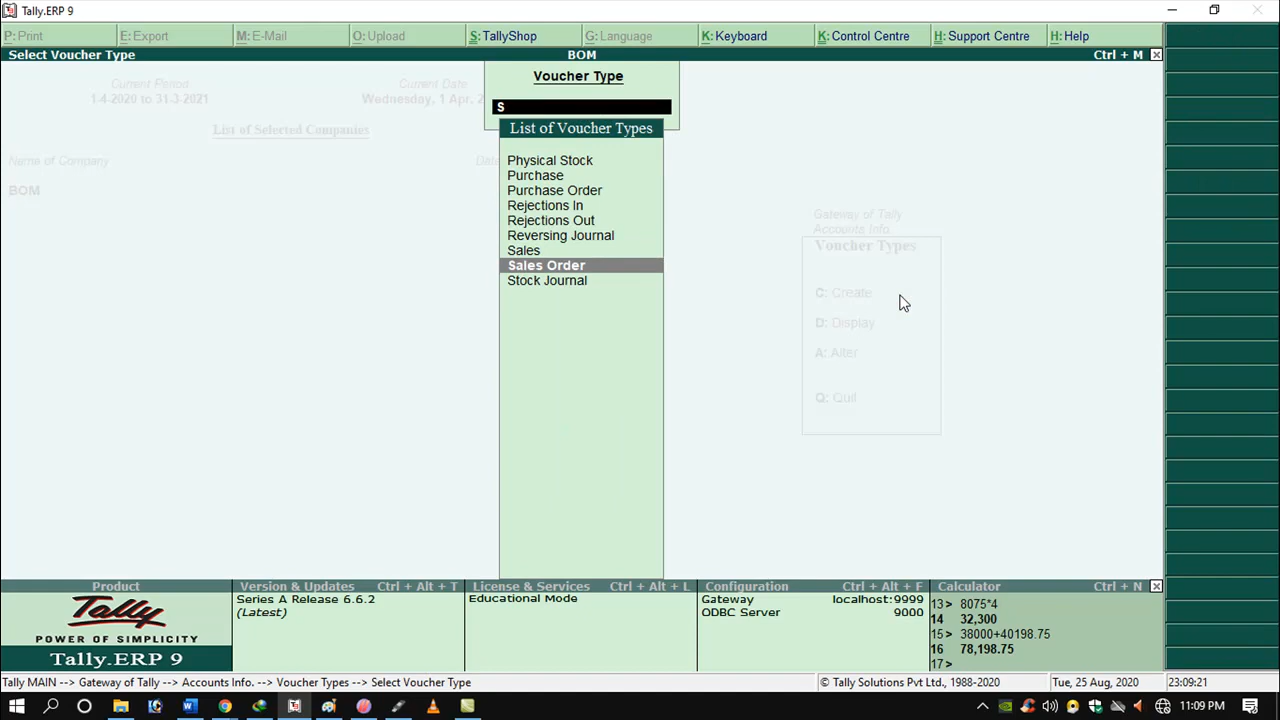 Tally.ERP 9
P: Print E: Export M: E-Mail O: Upload S: TallyShop G: Language K: Keyboard K: Control Centre H: Support Centre H: Help
Select Voucher Type BOM Ctrl + M
Current Period Current Date
1-4-2020 to 31-3-2021 Wednesday, 1 Apr, 2
List of Selected Companies
Name of Company Date
BOM
Voucher Type
S
List of Voucher Types
Physical Stock
Purchase
Purchase Order
Rejections In
Rejections Out
Reversing Journal
Sales
Sales Order
Stock Journal
Gateway of Tally
Accounts Info.
Voucher Types
C: Create
D: Display
A: Alter
Q: Quit
Product Version & Updates Ctrl + Alt + T License & Services Ctrl + Alt + L Configuration Ctrl + Alt + F Calculator Ctrl + N
Tally
POWER OF SIMPLICITY
Tally.ERP 9
Series A Release 6.6.2
(Latest)
Educational Mode
Gateway localhost:9999
ODBC Server 9000
13> 8075*4
14 32,300
15> 38000+40198.75
16 78,198.75
17>
Tally MAIN --> Gateway of Tally --> Accounts Info. --> Voucher Types --> Select Voucher Type © Tally Solutions Pvt Ltd., 1988-2020 Tue, 25 Aug, 2020 23:09:21
11:09 PM